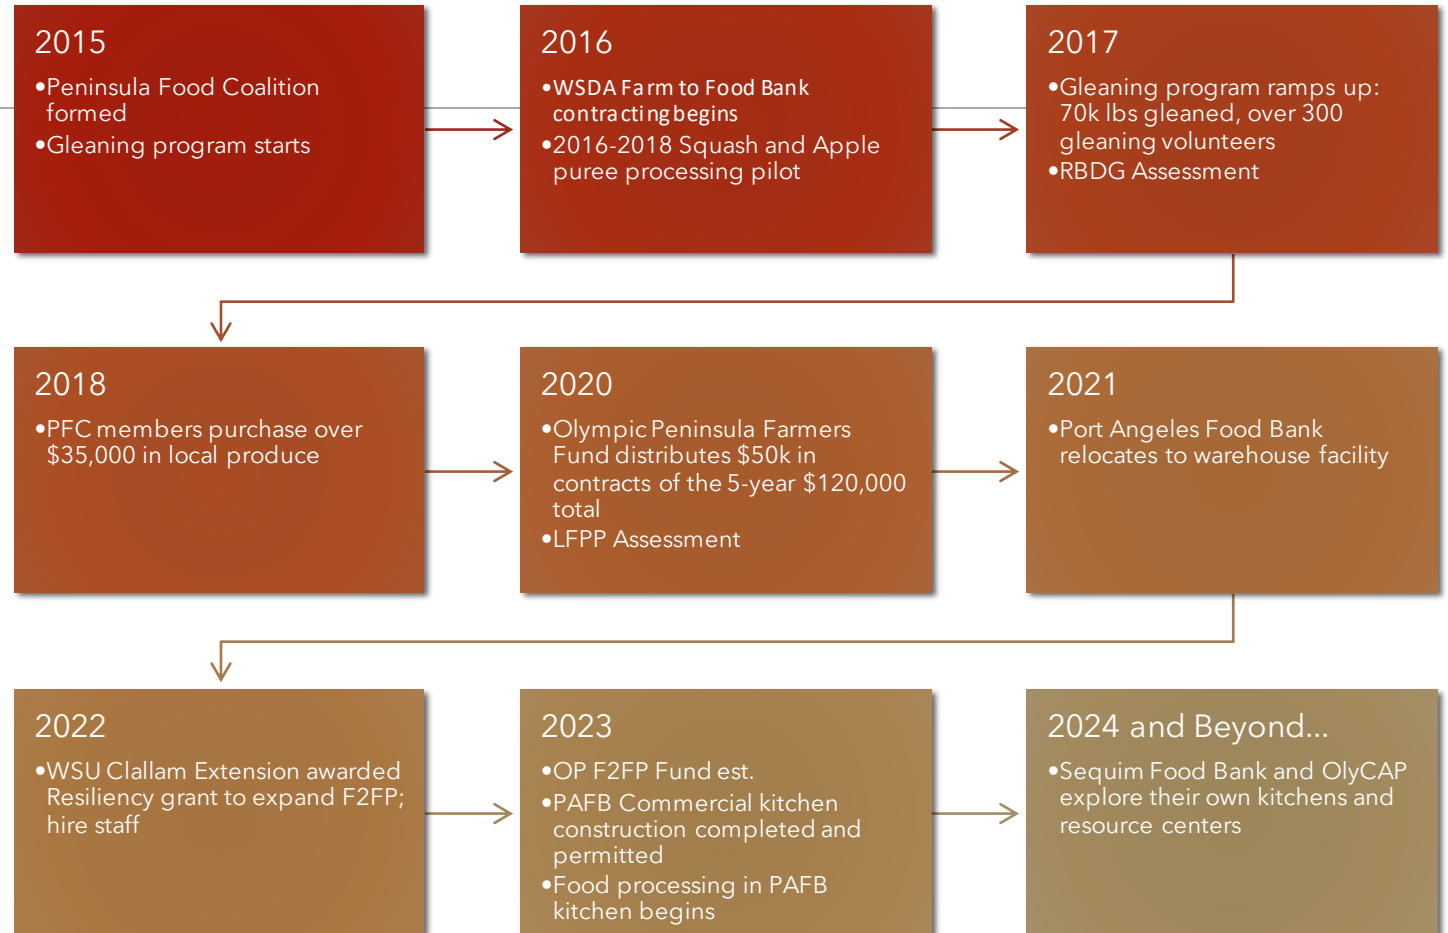 2015
•Peninsula Food Coalition
formed
•Gleaning program starts
2016
•WSDA Farm to Food Bank
contracting begins
•2016-2018 Squash and Apple
puree processing pilot
2017
•Gleaning program ramps up:
70k lbs gleaned, over 300
gleaning volunteers
•RBDG Assessment
2018
•PFC members purchase over
$35,000 in local produce
2020
•Olympic Peninsula Farmers
Fund distributes $50k in
contracts of the 5-year $120,000
total
•LFPP Assessment
2021
•Port Angeles Food Bank
relocates to warehouse facility
2022
•WSU Clallam Extension awarded
Resiliency grant to expand F2FP;
hire staff
2023
•OP F2FP Fund est.
•PAFB Commercial kitchen
construction completed and
permitted
•Food processing in PAFB
kitchen begins
2024 and Beyond...
•Sequim Food Bank and OlyCAP
explore their own kitchens and
resource centers